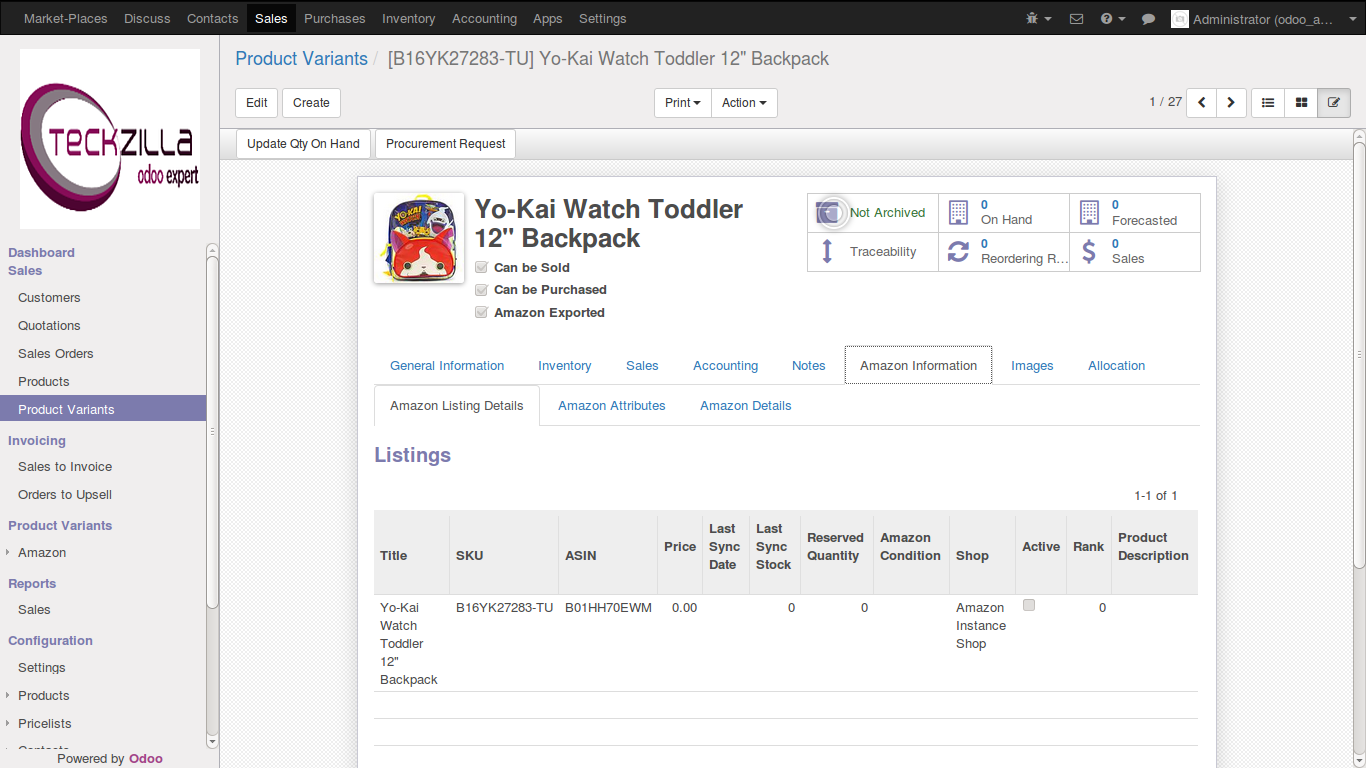 Market-Places Discuss Contacts Sales Purchases Inventory Accounting Apps Settings Administrator (odoo_a...
TECKZILLA
odoo expert
Dashboard
Sales
Customers
Quotations
Sales Orders
Products
Product Variants
Invoicing
Sales to Invoice
Orders to Upsell
Product Variants
Amazon
Reports
Sales
Configuration
Settings
Products
Pricelists
Powered by Odoo
Product Variants / [B16YK27283-TU] Yo-Kai Watch Toddler 12" Backpack
Edit Create Print Action 1 / 27
Update Qty On Hand Procurement Request
YO-KAI
Yo-Kai Watch Toddler
12" Backpack
Can be Sold
Can be Purchased
Amazon Exported
Not Archived
0
On Hand
0
Forecasted
Traceability
0
Reordering R...
0
Sales
General Information Inventory Sales Accounting Notes Amazon Information Images Allocation
Amazon Listing Details Amazon Attributes Amazon Details
Listings
1-1 of 1
Title
SKU
ASIN
Price
Last
Sync
Date
Last
Sync
Stock
Reserved
Quantity
Amazon
Condition
Shop
Active
Rank
Product
Description
Yo-Kai
Watch
Toddler
12"
Backpack
B16YK27283-TU
B01HH70EWM
0.00
0
0
Amazon
Instance
Shop
0